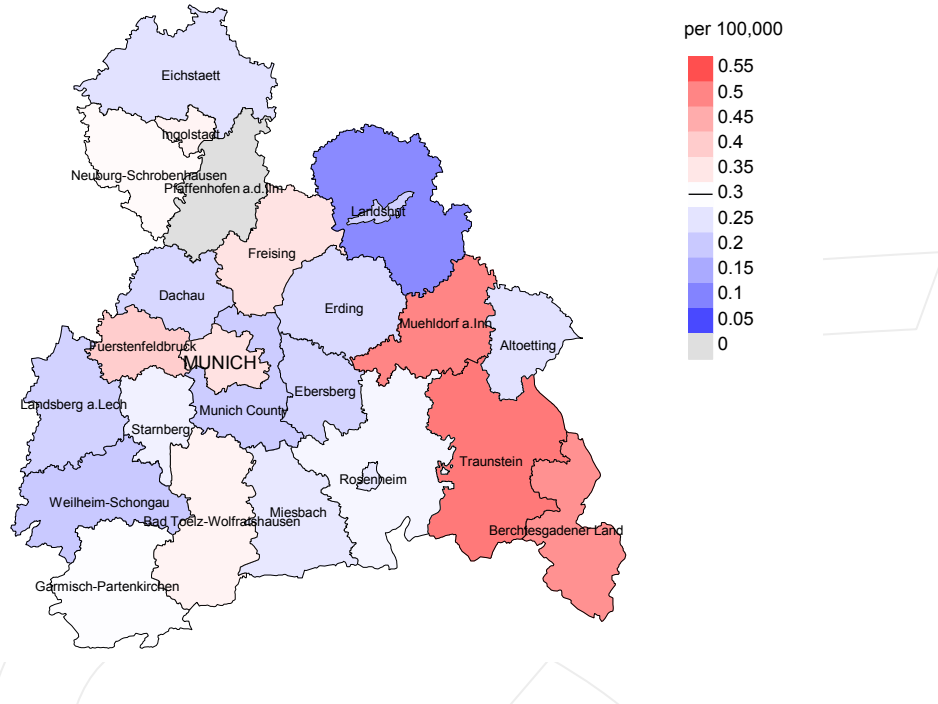 per 100,000
0.55
0.5
0.45
0.4
0.35
0.3
0.25
0.2
0.15
0.1
0.05
0
Eichstaett
Ingolstadt
Neuburg-Schrobenhausen
Pfaffenhofen a.d.Ilm
Landshut
Freising
Dachau
Erding
Muehldorf a.Inn
Altoetting
Fuerstenfeldbruck
MUNICH
Ebersberg
Landsberg a.Lech
Munich County
Starnberg
Traunstein
Rosenheim
Weilheim-Schongau
Miesbach
Bad Toelz-Wolfratshausen
Berchtesgadener Land
Garmisch-Partenkirchen